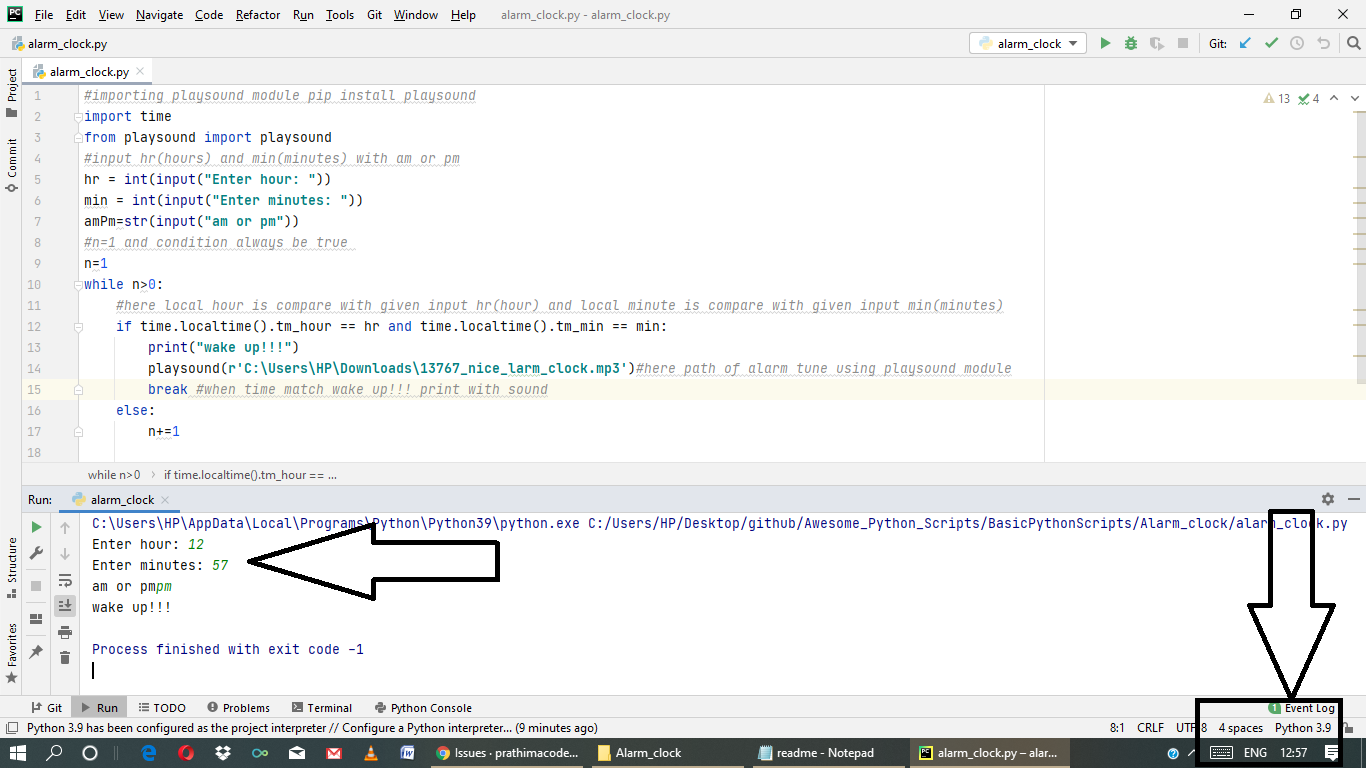 PC File Edit View Navigate Code Refactor Run Tools Git Window Help alarm_clock.py - alarm_clock.py
alarm_clock.py alarm_clock Git:
alarm_clock.py
Project
Commit
Structure
Favorites
13 4
1 #importing playsound module pip install playsound
2 import time
3 from playsound import playsound
4 #input hr(hours) and min(minutes) with am or pm
5 hr = int(input("Enter hour: "))
6 min = int(input("Enter minutes: "))
7 amPm=str(input("am or pm"))
8 #n=1 and condition always be true
9 n=1
10 while n>0:
11 #here local hour is compare with given input hr(hour) and local minute is compare with given input min(minutes)
12 if time.localtime().tm_hour == hr and time.localtime().tm_min == min:
13 print("wake up!!!")
14 playsound(r'C:\Users\HP\Downloads\13767_nice_larm_clock.mp3')#here path of alarm tune using playsound module
15 break #when time match wake up!!! print with sound
16 else:
17 n+=1
18
while n>0 › if time.localtime().tm_hour == ...
Run: alarm_clock
C:\Users\HP\AppData\Local\Programs\Python\Python39\python.exe C:/Users/HP/Desktop/github/Awesome_Python_Scripts/BasicPythonScripts/Alarm_clock/alarm_clock.py
Enter hour: 12
Enter minutes: 57
am or pmpm
wake up!!!
Process finished with exit code -1
Git Run TODO Problems Terminal Python Console 1 Event Log
Python 3.9 has been configured as the project interpreter // Configure a Python interpreter... (9 minutes ago) 8:1 CRLF UTF-8 4 spaces Python 3.9
Issues · prathimacode... Alarm_clock readme - Notepad alarm_clock.py – alar... ENG 12:57